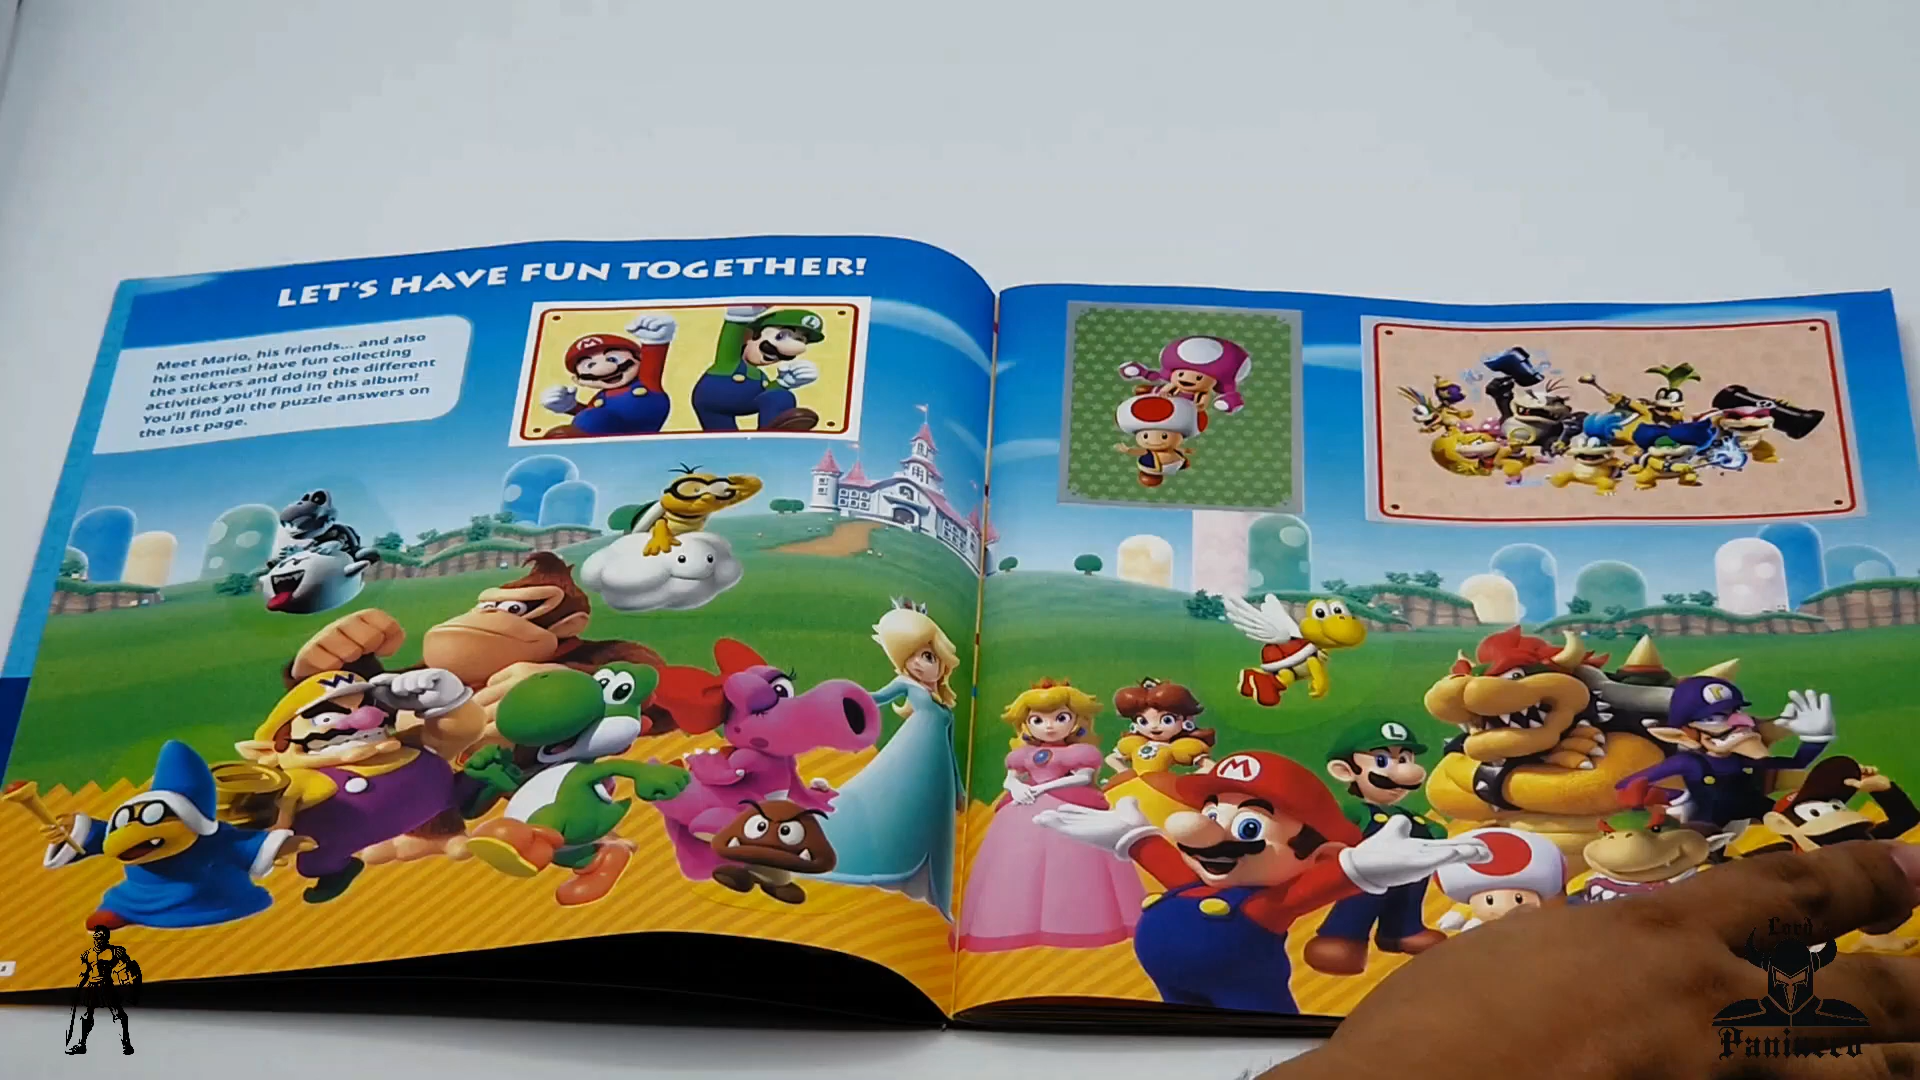 LET'S HAVE FUN TOGETHER!
Meet Mario, his friends... and also
his enemies! Have fun collecting
the stickers and doing the different
activities you'll find in this album!
You'll find all the puzzle answers on
the last page.
M
L
W
M
L
Lord
Paninero